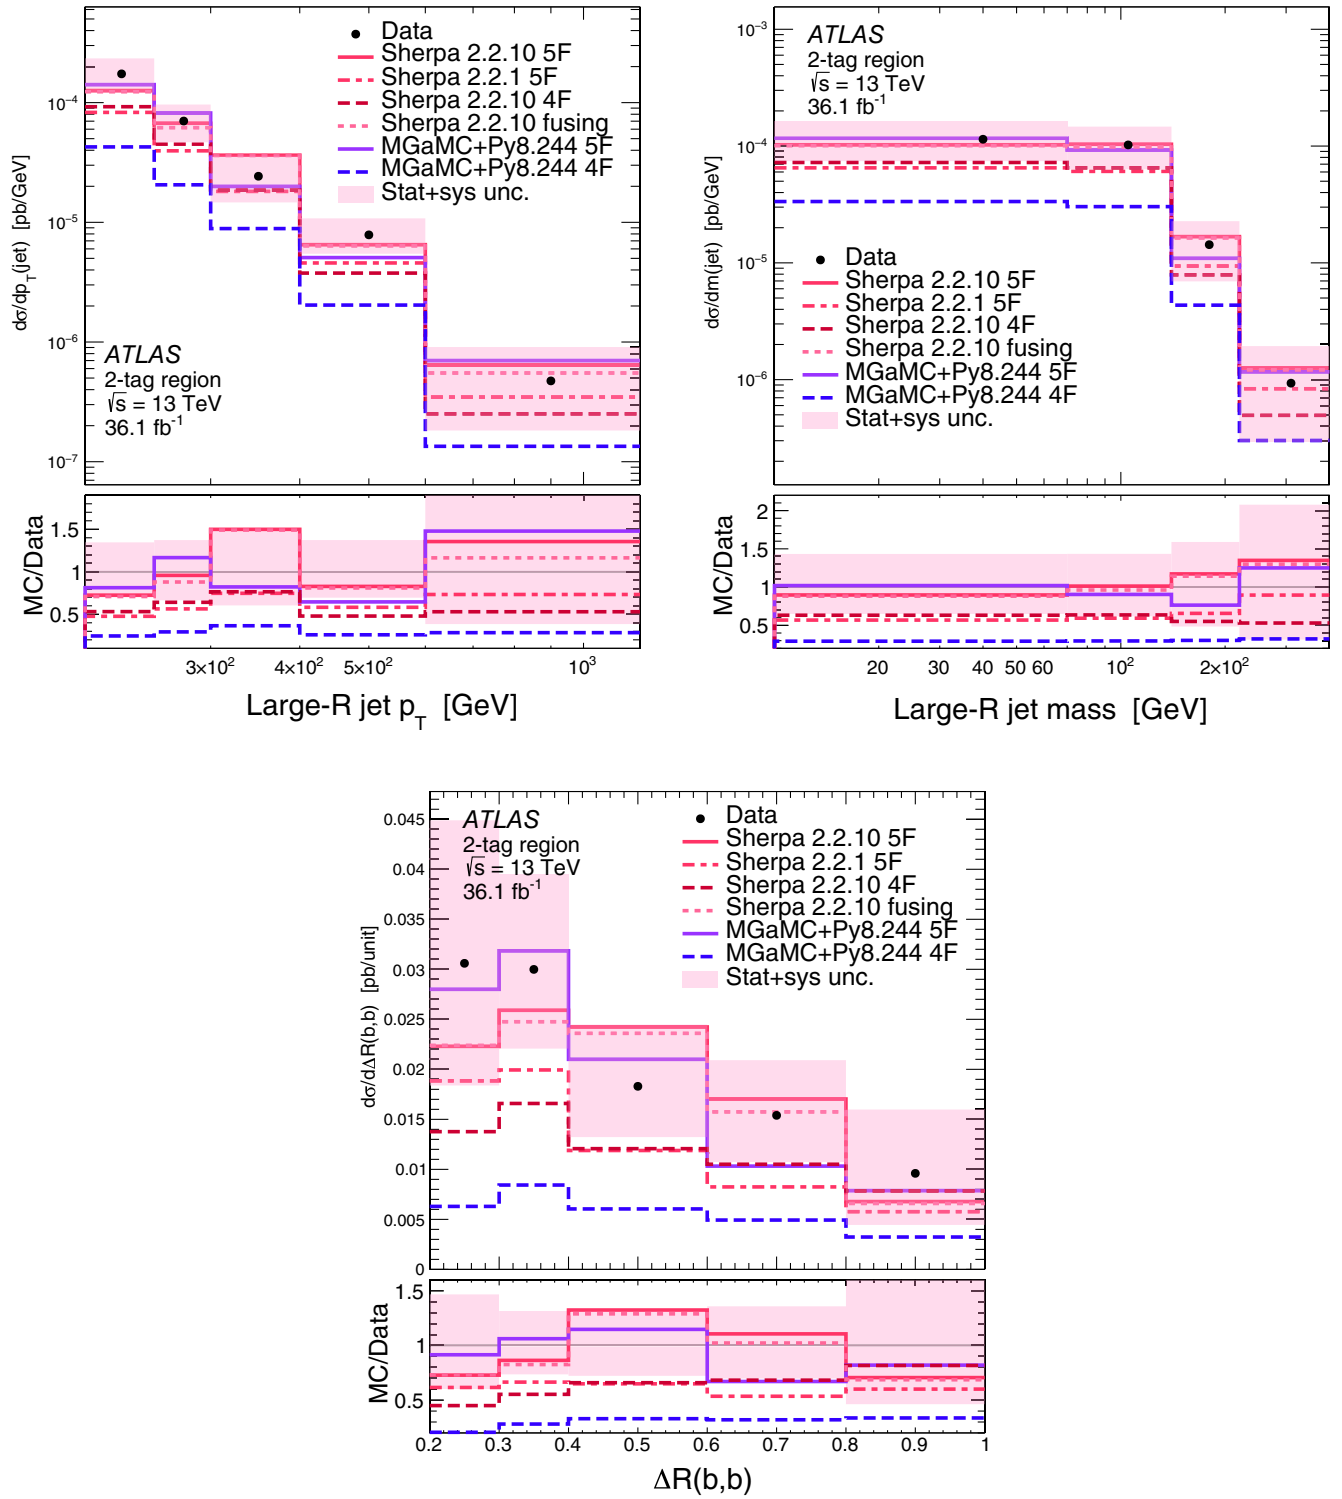 Data
Sherpa 2.2.10 5F
Sherpa 2.2.1 5F
Sherpa 2.2.10 4F
Sherpa 2.2.10 fusing
MGaMC+Py8.244 5F
MGaMC+Py8.244 4F
Stat+sys unc.
10⁻⁴
10⁻⁵
10⁻⁶
10⁻⁷
dσ/dp_T(jet) [pb/GeV]
ATLAS
2-tag region
√s = 13 TeV
36.1 fb⁻¹
MC/Data
1.5
1
0.5
3×10² 4×10² 5×10² 10³
Large-R jet p_T [GeV]
10⁻³
10⁻⁴
10⁻⁵
10⁻⁶
dσ/dm(jet) [pb/GeV]
ATLAS
2-tag region
√s = 13 TeV
36.1 fb⁻¹
Data
Sherpa 2.2.10 5F
Sherpa 2.2.1 5F
Sherpa 2.2.10 4F
Sherpa 2.2.10 fusing
MGaMC+Py8.244 5F
MGaMC+Py8.244 4F
Stat+sys unc.
MC/Data
2
1.5
1
0.5
20 30 40 50 60 10² 2×10²
Large-R jet mass [GeV]
0.045
0.04
0.035
0.03
0.025
0.02
0.015
0.01
0.005
0
dσ/dΔR(b,b) [pb/unit]
ATLAS
2-tag region
√s = 13 TeV
36.1 fb⁻¹
Data
Sherpa 2.2.10 5F
Sherpa 2.2.1 5F
Sherpa 2.2.10 4F
Sherpa 2.2.10 fusing
MGaMC+Py8.244 5F
MGaMC+Py8.244 4F
Stat+sys unc.
MC/Data
1.5
1
0.5
0.2 0.3 0.4 0.5 0.6 0.7 0.8 0.9 1
ΔR(b,b)